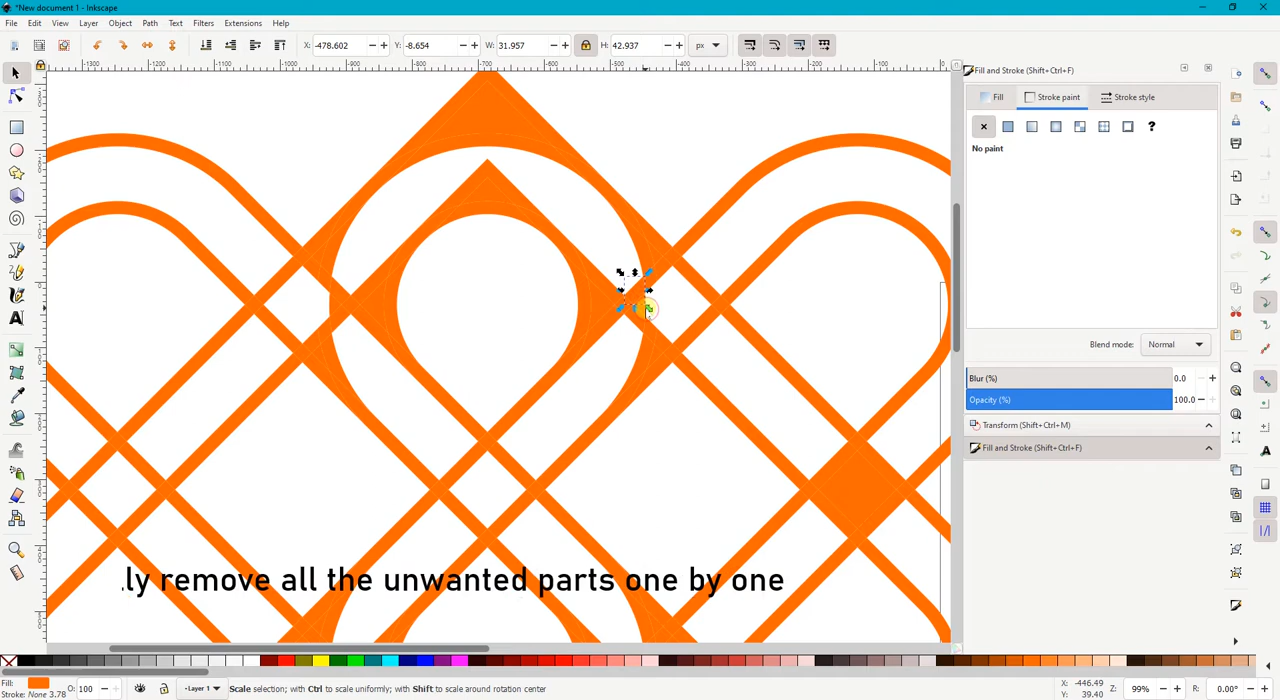 *New document 1 - Inkscape
File Edit View Layer Object Path Text Filters Extensions Help
X: -478.602 − + Y: -8.654 − + W: 31.957 − + H: 42.937 − + px
Fill and Stroke (Shift+Ctrl+F)
Fill Stroke paint Stroke style
?
No paint
Blend mode: Normal
Blur (%) 0.0 − +
Opacity (%) 100.0 − +
Transform (Shift+Ctrl+M)
Fill and Stroke (Shift+Ctrl+F)
ly remove all the unwanted parts one by one
Fill:
Stroke: None 3.78
O: 100 − +
Layer 1
Scale selection; with Ctrl to scale uniformly; with Shift to scale around rotation center
X: -446.49
Y: 39.40
Z: 99% − +
R: 0.00° − +